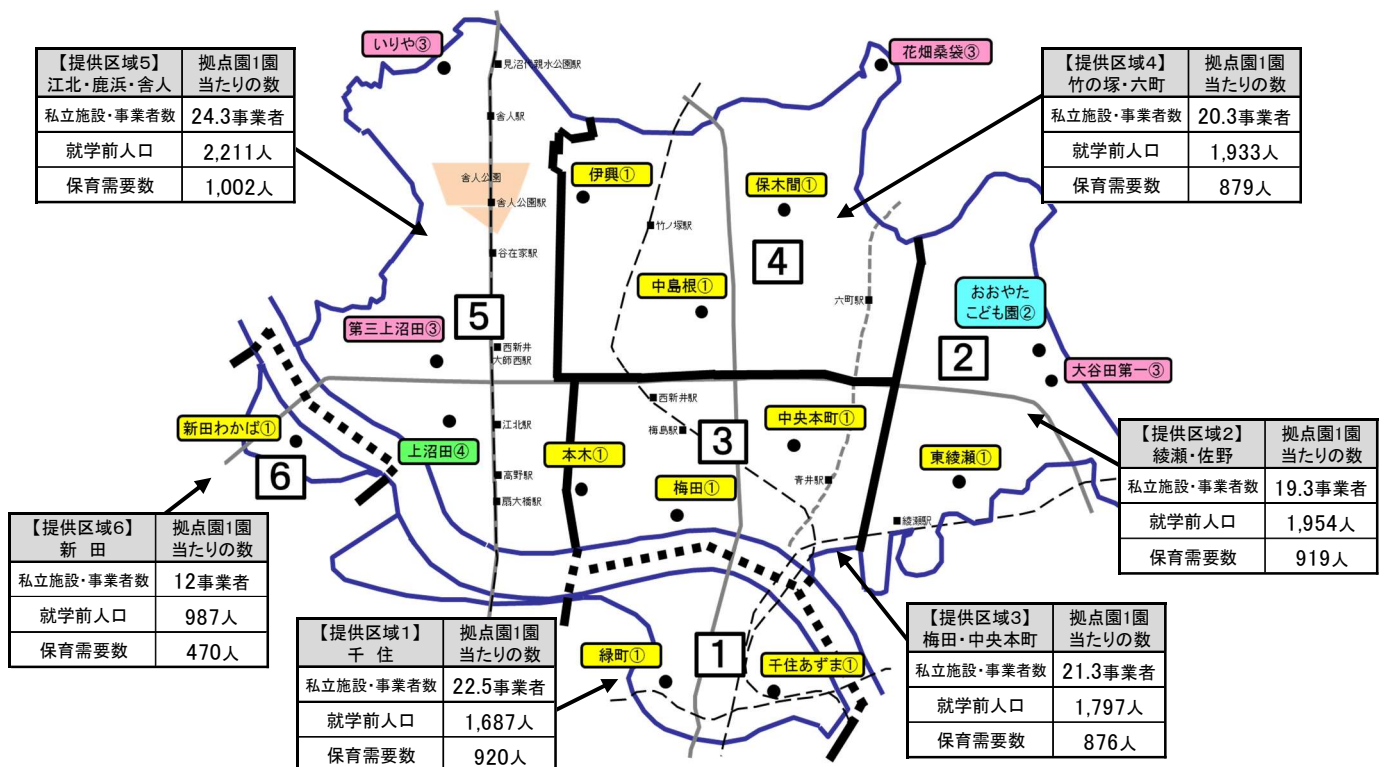 いりや③
花畑桑袋③
【提供区域5】
江北・鹿浜・舎人
拠点園1園
当たりの数
私立施設・事業者数 24.3事業者
就学前人口 2,211人
保育需要数 1,002人
【提供区域4】
竹の塚・六町
拠点園1園
当たりの数
私立施設・事業者数 20.3事業者
就学前人口 1,933人
保育需要数 879人
見沼代親水公園駅
舎人駅
舎人公園
舎人公園駅
谷在家駅
伊興①
保木間①
竹ノ塚駅
4
中島根①
六町駅
おおやた
こども園②
5
第三上沼田③
西新井
大師西駅
2
大谷田第一③
西新井駅
梅島駅
3
中央本町①
新田わかば①
6
上沼田④
江北駅
高野駅
扇大橋駅
本木①
梅田①
青井駅
東綾瀬①
綾瀬駅
【提供区域2】
綾瀬・佐野
拠点園1園
当たりの数
私立施設・事業者数 19.3事業者
就学前人口 1,954人
保育需要数 919人
【提供区域6】
新 田
拠点園1園
当たりの数
私立施設・事業者数 12事業者
就学前人口 987人
保育需要数 470人
【提供区域1】
千 住
拠点園1園
当たりの数
私立施設・事業者数 22.5事業者
就学前人口 1,687人
保育需要数 920人
緑町①
1
千住あずま①
【提供区域3】
梅田・中央本町
拠点園1園
当たりの数
私立施設・事業者数 21.3事業者
就学前人口 1,797人
保育需要数 876人